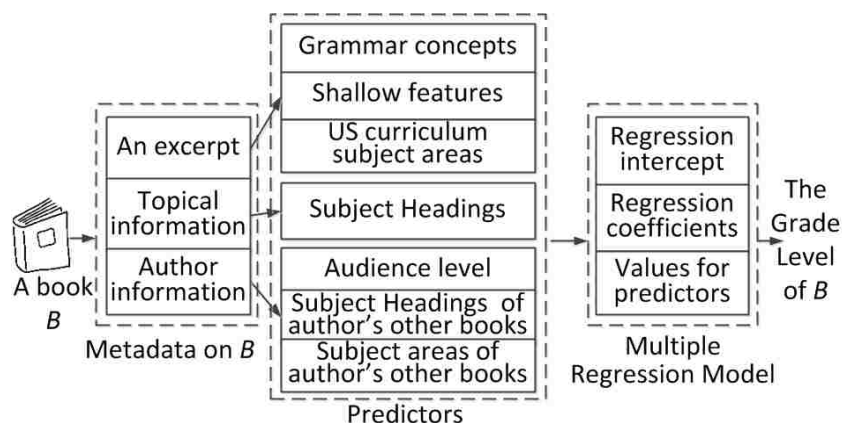 A book
B
An excerpt
Topical
information
Author
information
Metadata on B
Grammar concepts
Shallow features
US curriculum
subject areas
Subject Headings
Audience level
Subject Headings of
author's other books
Subject areas of
author's other books
Predictors
Regression
intercept
Regression
coefficients
Values for
predictors
Multiple
Regression Model
The
Grade
Level
of B